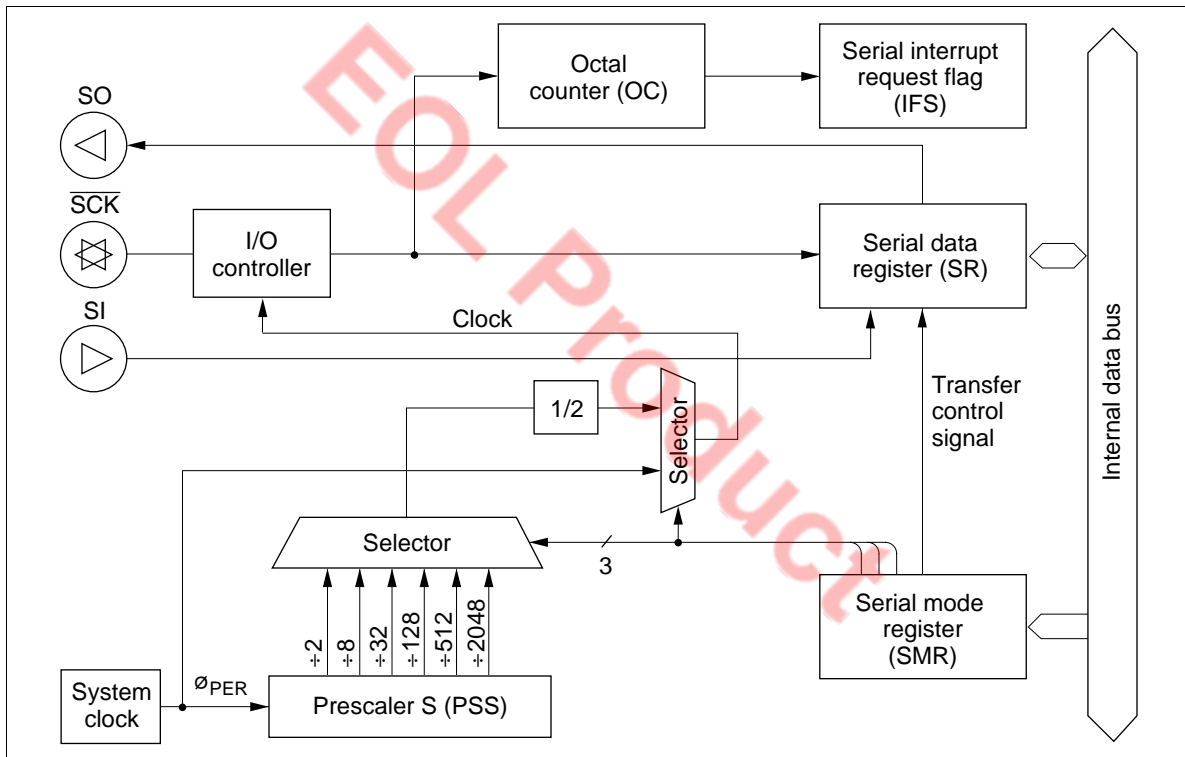 Octal
counter (OC)
Serial interrupt
request flag
(IFS)
SO
SCK
I/O
controller
Serial data
register (SR)
SI
Clock
Transfer
control
signal
1/2
Selector
Internal data bus
Selector
3
÷2
÷8
÷32
÷128
÷512
÷2048
Serial mode
register
(SMR)
System
clock
øPER
Prescaler S (PSS)
EOL Product